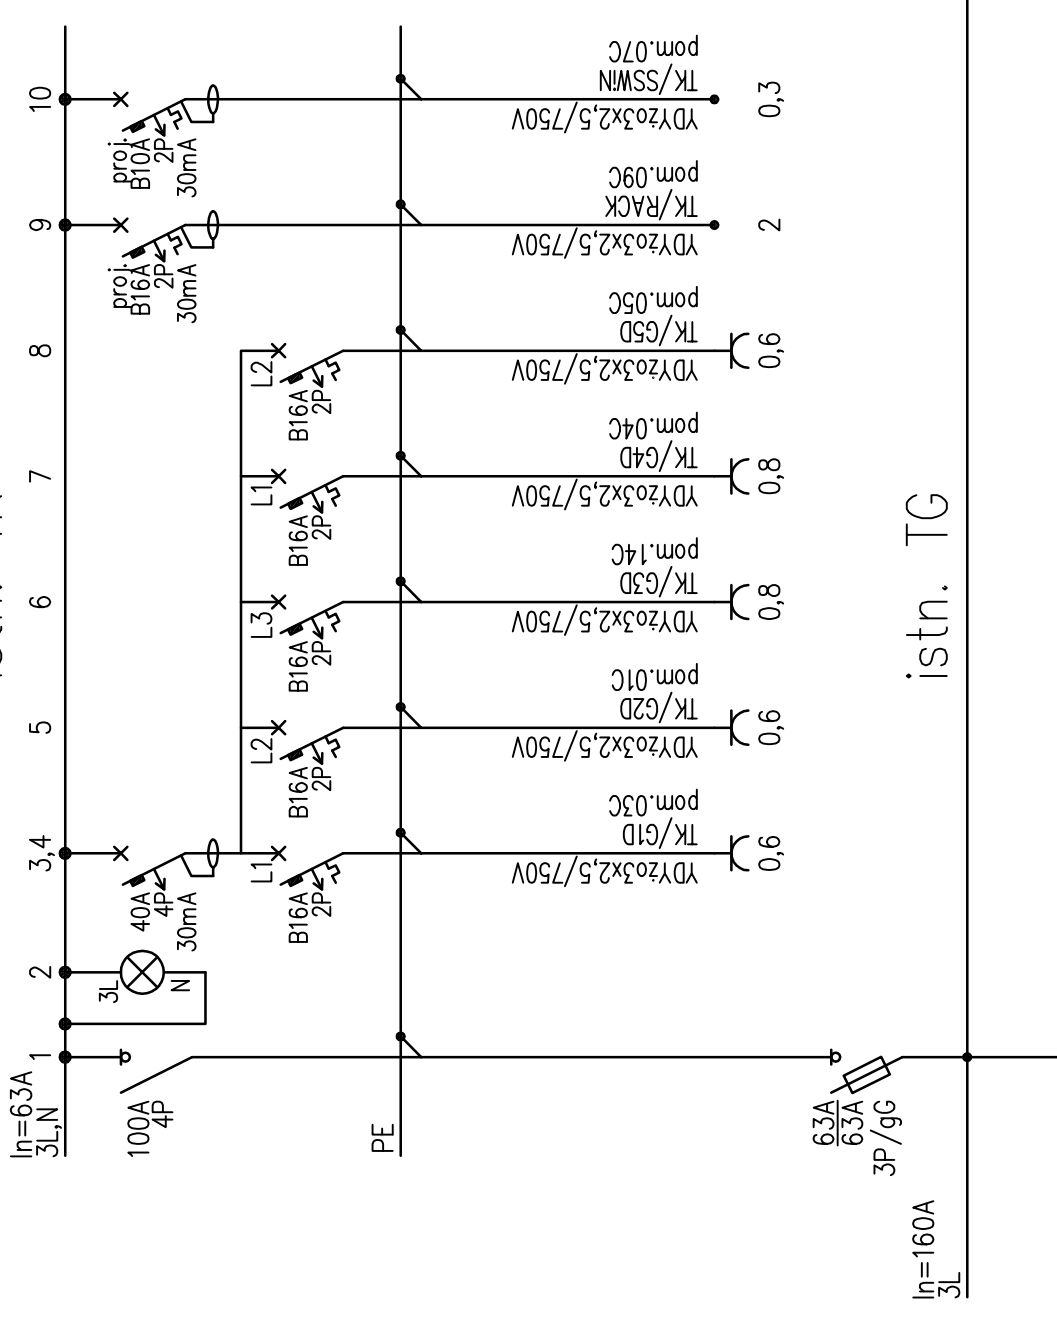 In=63A
3L,N
1
2
3,4
5
6
7
8
9
10
100A
4P
3L
N
40A
4P
30mA
proj.
B16A
2P
30mA
proj.
B10A
2P
30mA
L1
B16A
2P
L2
B16A
2P
L3
B16A
2P
L1
B16A
2P
L2
B16A
2P
PE
YDYżo3x2,5/750V
TK/G1D
pom.03C
0,6
YDYżo3x2,5/750V
TK/G2D
pom.01C
0,6
YDYżo3x2,5/750V
TK/G3D
pom.14C
0,8
YDYżo3x2,5/750V
TK/G4D
pom.04C
0,8
YDYżo3x2,5/750V
TK/G5D
pom.05C
0,6
YDYżo3x2,5/750V
TK/RACK
pom.09C
2
YDYżo3x2,5/750V
TK/SSWiN
pom.07C
0,3
63A
63A
3P/gG
istn. TG
In=160A
3L